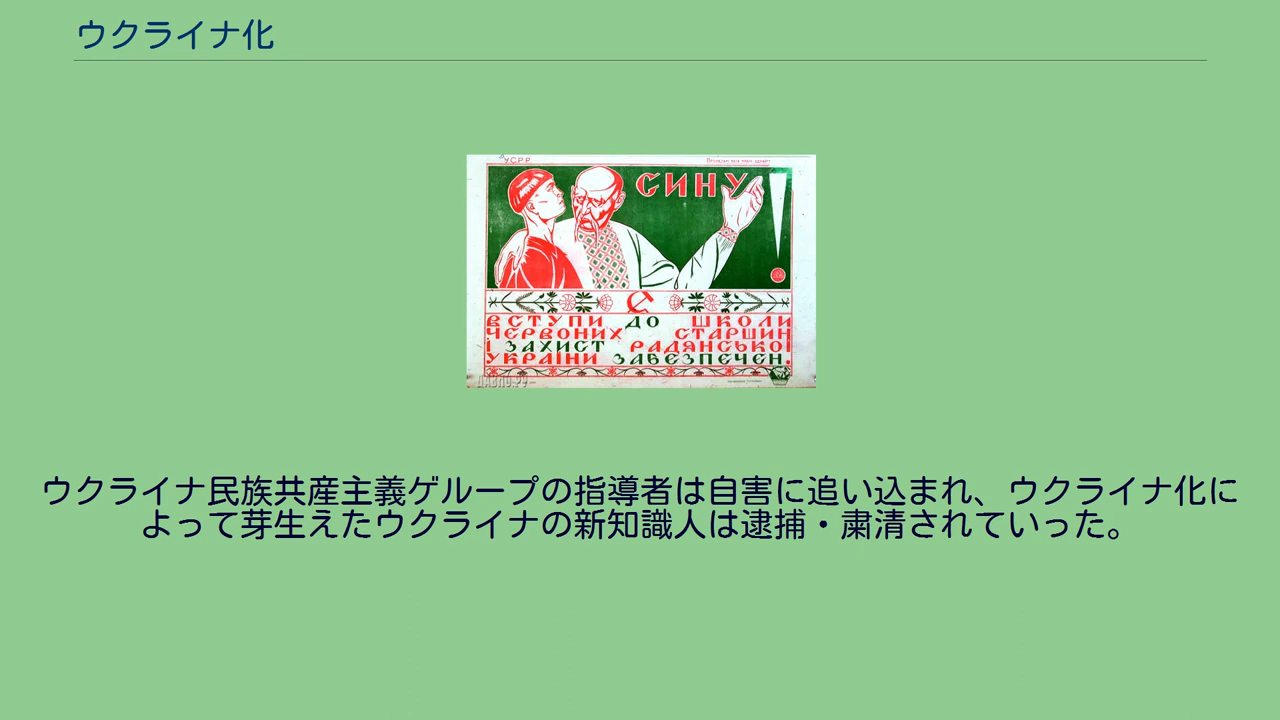 ウクライナ化
УСРР
СИНУ!
ВСТУПИ ДО ШКОЛИ
ЧЕРВОНИХ СТАРШИН
І ЗАХИСТ РАДЯНСЬКОІ
УКРАІНИ ЗАБЕЗПЕЧЕН.
ウクライナ民族共産主義グループの指導者は自害に追い込まれ、ウクライナ化に
よって芽生えたウクライナの新知識人は逮捕・粛清されていった。